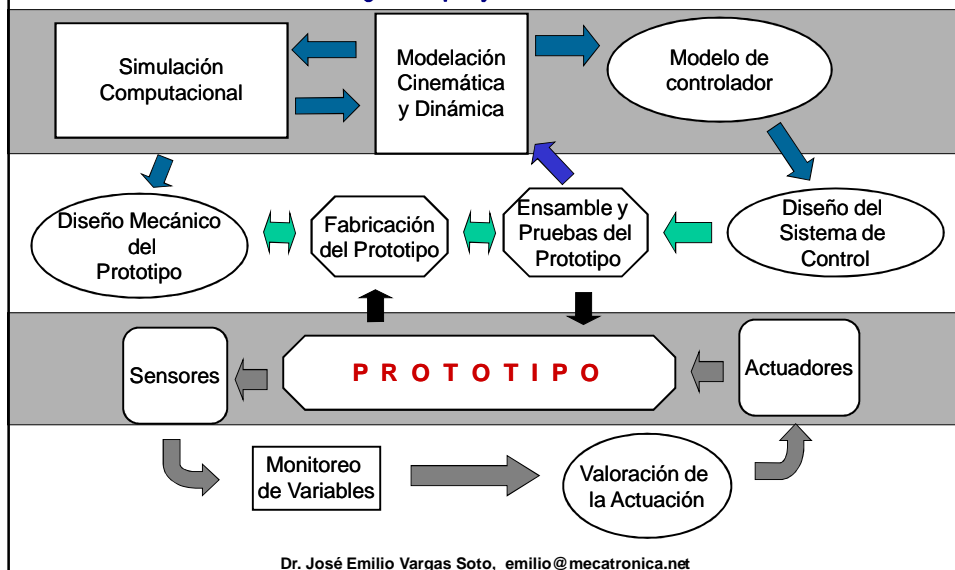 Simulación
Computacional
Modelación
Cinemática
y Dinámica
Modelo de
controlador
Diseño Mecánico
del
Prototipo
Fabricación
del Prototipo
Ensamble y
Pruebas del
Prototipo
Diseño del
Sistema de
Control
Sensores
P R O T O T I P O
Actuadores
Monitoreo
de Variables
Valoración de
la Actuación
Dr. José Emilio Vargas Soto, emilio@mecatronica.net